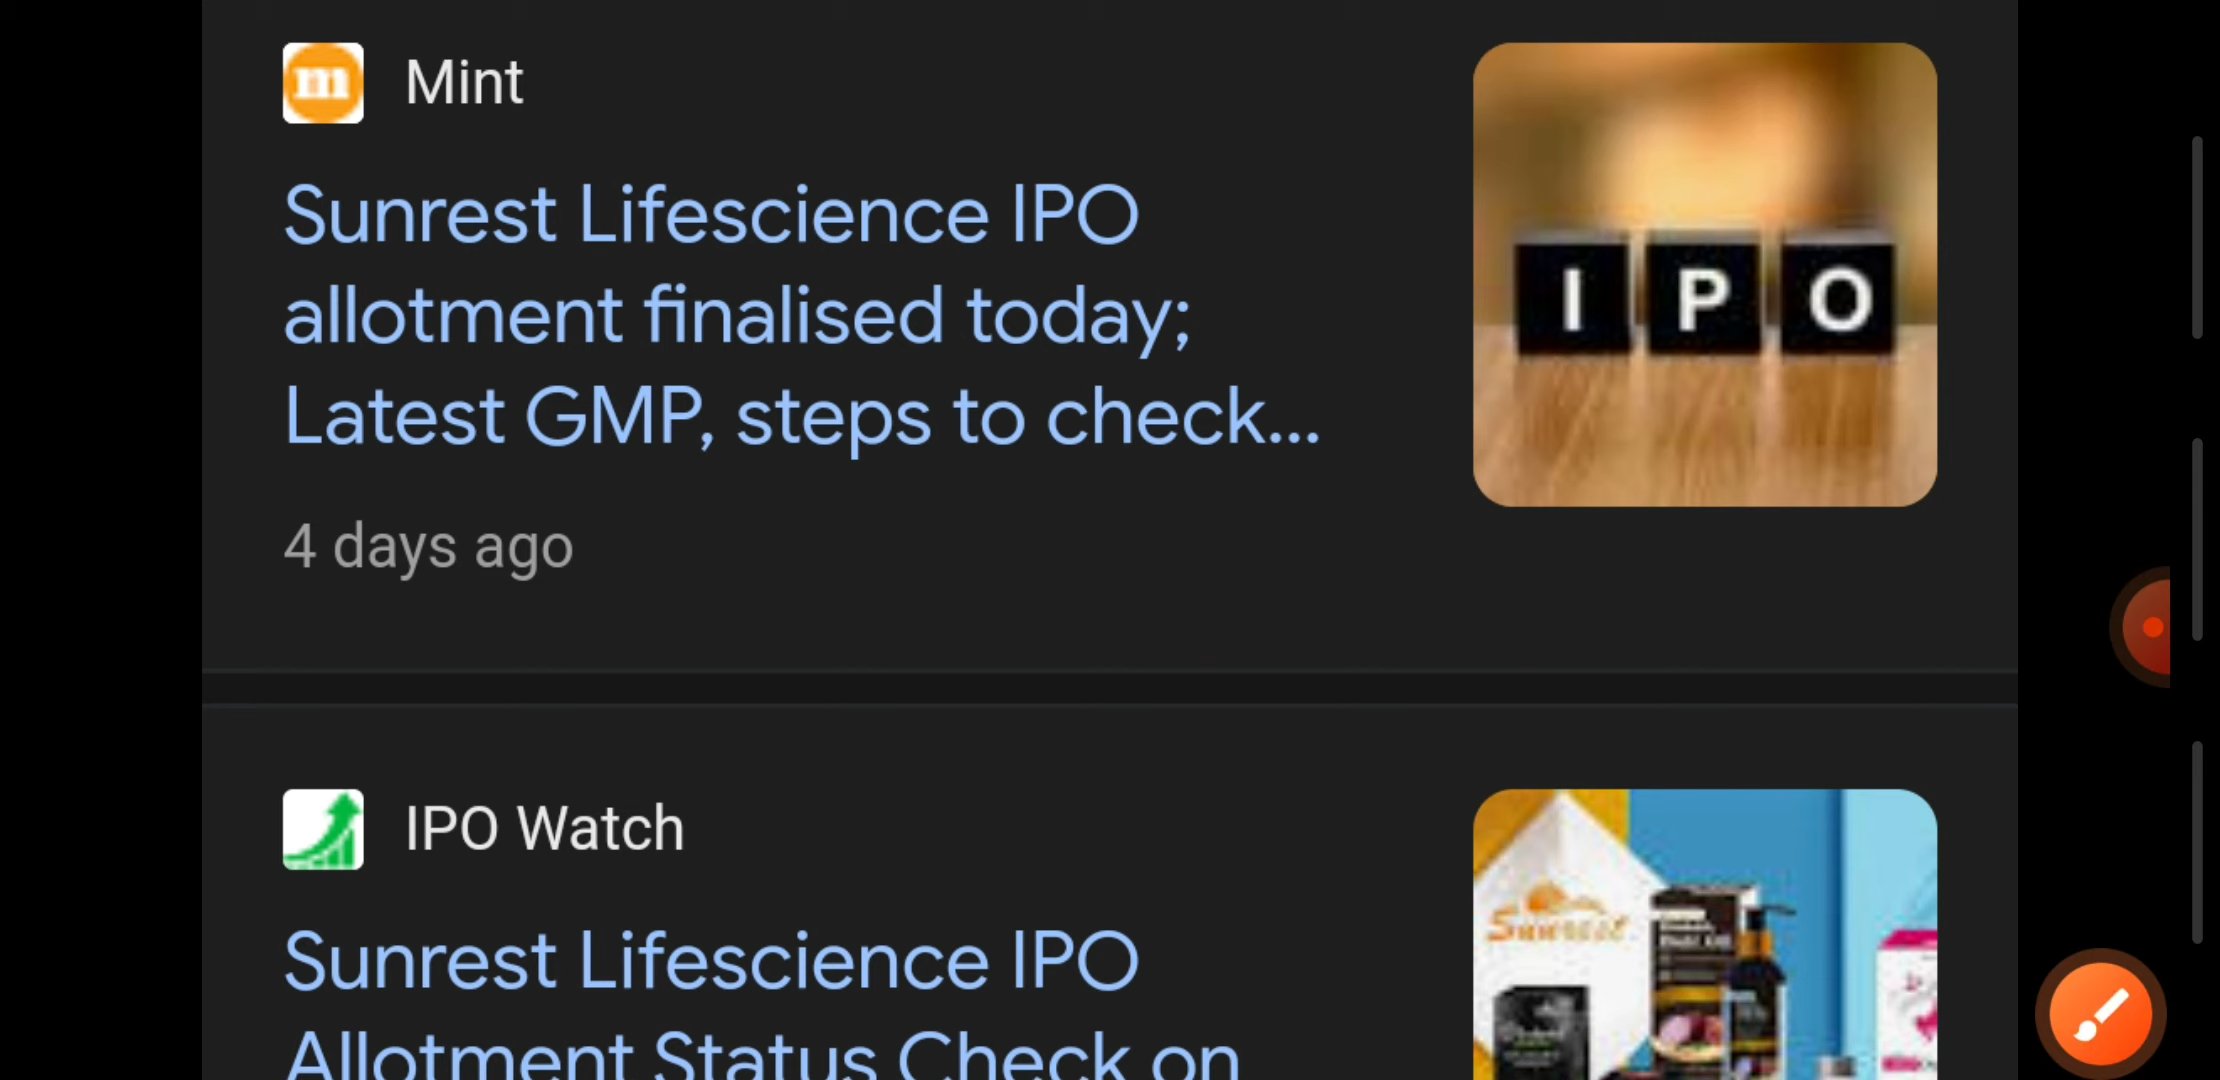 m
Mint
Sunrest Lifescience IPO
allotment finalised today;
Latest GMP, steps to check...
4 days ago
I P O
IPO Watch
Sunrest Lifescience IPO
Allotment Status Check on
Sunrest